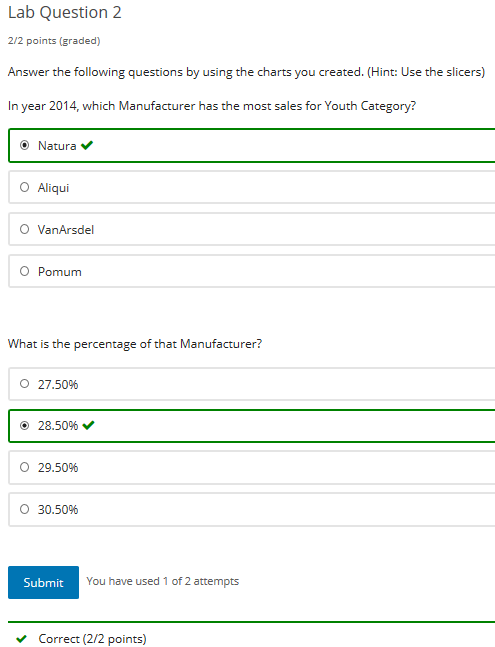 Lab Question 2
2/2 points (graded)
Answer the following questions by using the charts you created. (Hint: Use the slicers)
In year 2014, which Manufacturer has the most sales for Youth Category?
Natura
Aliqui
VanArsdel
Pomum
What is the percentage of that Manufacturer?
27.50%
28.50%
29.50%
30.50%
Submit You have used 1 of 2 attempts
Correct (2/2 points)